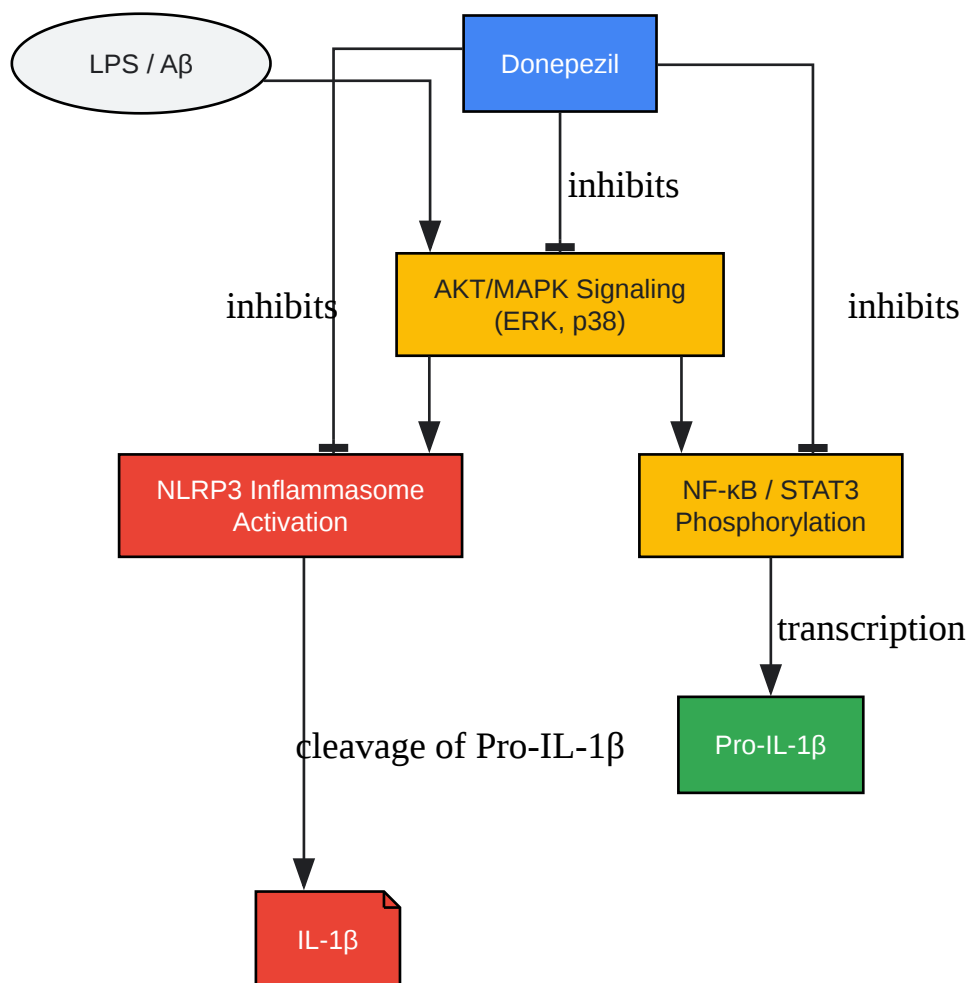 LPS / Aβ
Donepezil
inhibits
AKT/MAPK Signaling
(ERK, p38)
inhibits
inhibits
NLRP3 Inflammasome
Activation
NF-κB / STAT3
Phosphorylation
transcription
cleavage of Pro-IL-1β
Pro-IL-1β
IL-1β